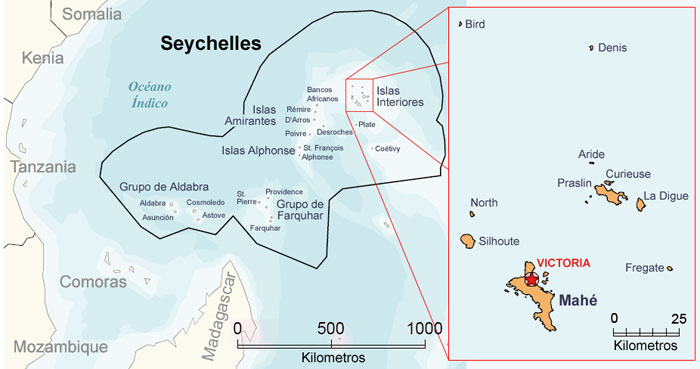 Somalia
Kenia
Tanzania
Comoras
Mozambique
Madagascar
Seychelles
Océano
Índico
Bancos
Africanos
Islas
Amirantes
Rémire
D'Arros
Poivre
Desroches
Plate
Islas
Interiores
Islas Alphonse
St. François
Alphonse
Coëtivy
Grupo de Aldabra
Aldabra
Asunción
Cosmoledo
Astove
St.
Pierre
Providence
Grupo de
Farquhar
Farquhar
0 500 1000
Kilometros
Bird
Denis
Aride
Curieuse
Praslin
La Digue
North
Silhoute
Fregate
VICTORIA
Mahé
0 25
Kilometros